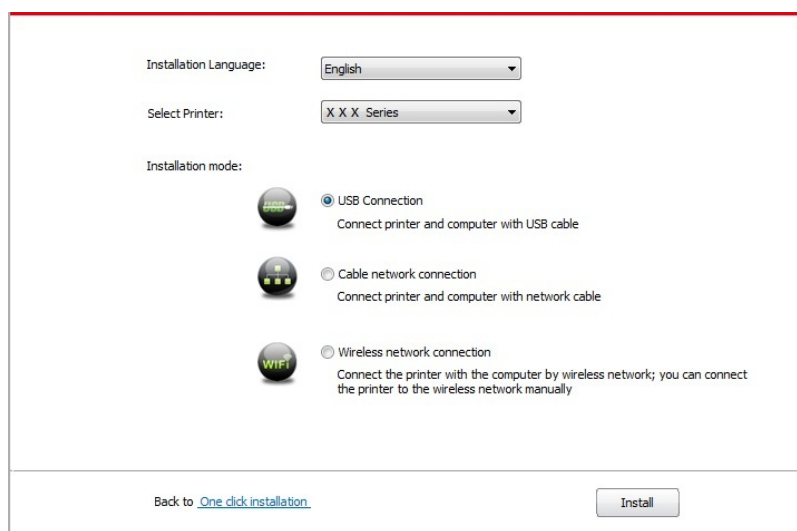 Installation Language:
English
Select Printer:
X X X Series
Installation mode:
USB
USB Connection
Connect printer and computer with USB cable
Cable network connection
Connect printer and computer with network cable
WiFi
Wireless network connection
Connect the printer with the computer by wireless network; you can connect
the printer to the wireless network manually
Back to One click installation
Install